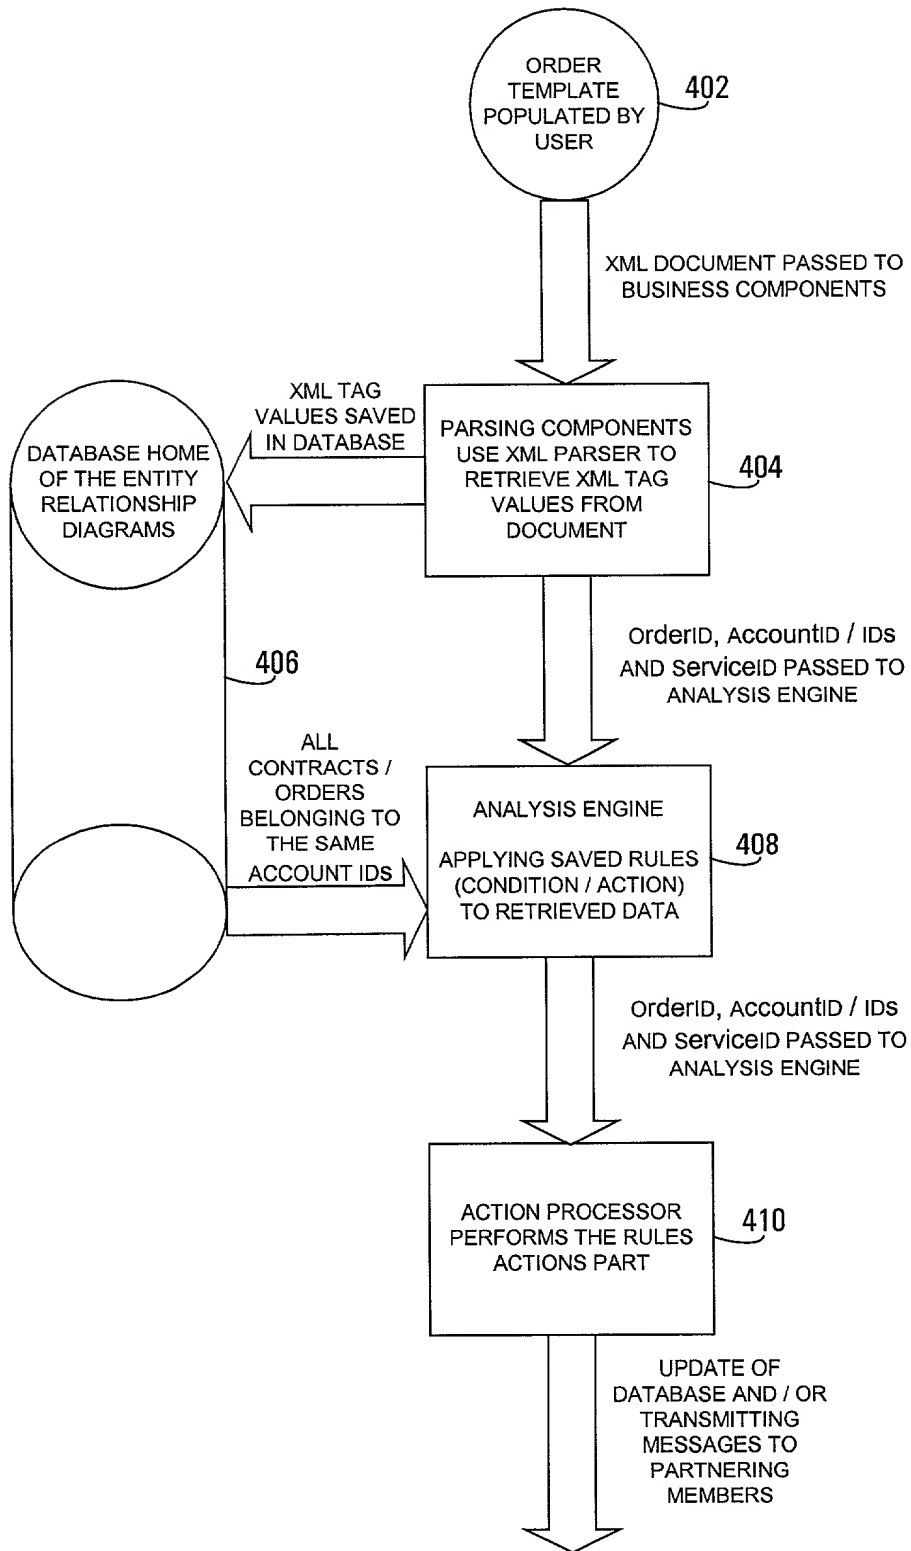 ORDER
TEMPLATE
POPULATED BY
USER
402
XML DOCUMENT PASSED TO
BUSINESS COMPONENTS
XML TAG
VALUES SAVED
IN DATABASE
PARSING COMPONENTS
USE XML PARSER TO
RETRIEVE XML TAG
VALUES FROM
DOCUMENT
404
DATABASE HOME
OF THE ENTITY
RELATIONSHIP
DIAGRAMS
406
OrderID, AccountID / IDs
AND ServiceID PASSED TO
ANALYSIS ENGINE
ALL
CONTRACTS /
ORDERS
BELONGING TO
THE SAME
ACCOUNT IDs
ANALYSIS ENGINE
APPLYING SAVED RULES
(CONDITION / ACTION)
TO RETRIEVED DATA
408
OrderID, AccountID / IDs
AND ServiceID PASSED TO
ANALYSIS ENGINE
ACTION PROCESSOR
PERFORMS THE RULES
ACTIONS PART
410
UPDATE OF
DATABASE AND / OR
TRANSMITTING
MESSAGES TO
PARTNERING
MEMBERS